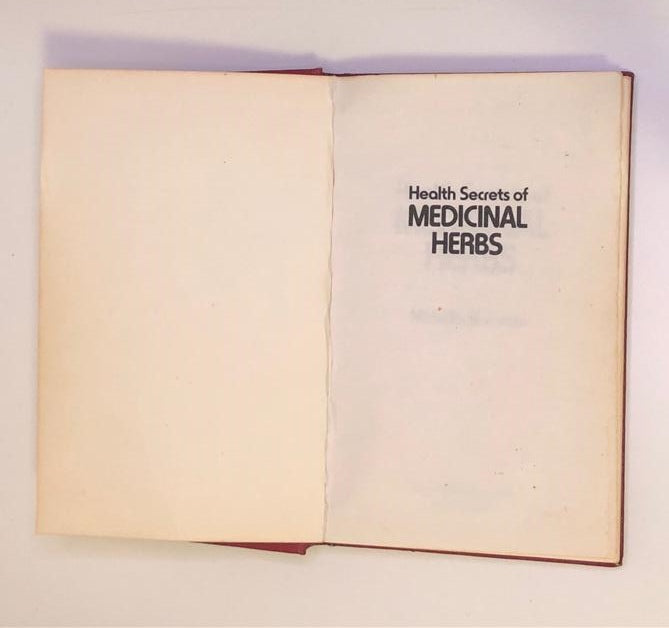 Health Secrets of
MEDICINAL
HERBS